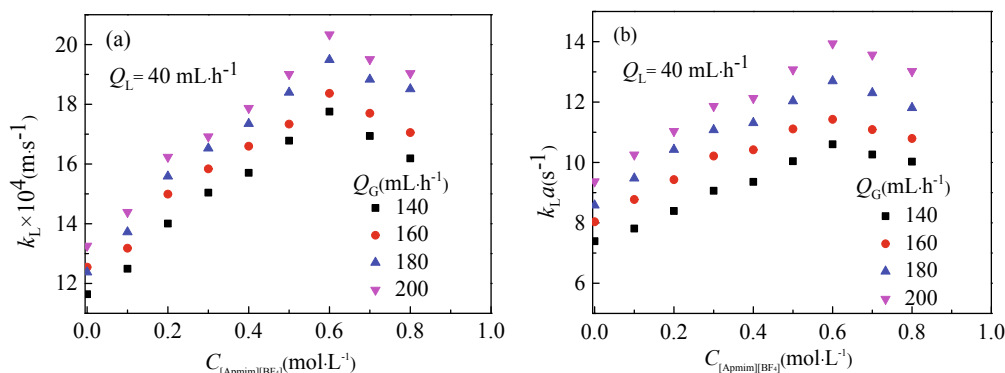 (a)
Q_L = 40 mL·h⁻¹
k_L×10⁴(m·s⁻¹)
20
18
16
13
12
Q_G(mL·h⁻¹)
140
160
180
200
0.0 0.2 0.4 0.6 0.8 1.0
C_[Apmim][BF₄](mol·L⁻¹)
(b)
Q_L = 40 mL·h⁻¹
k_La(s⁻¹)
14
12
10
8
6
4
Q_G(mL·h⁻¹)
140
160
180
200
0.0 0.2 0.4 0.6 0.8 1.0
C_[Apmim][BF₄](mol·L⁻¹)